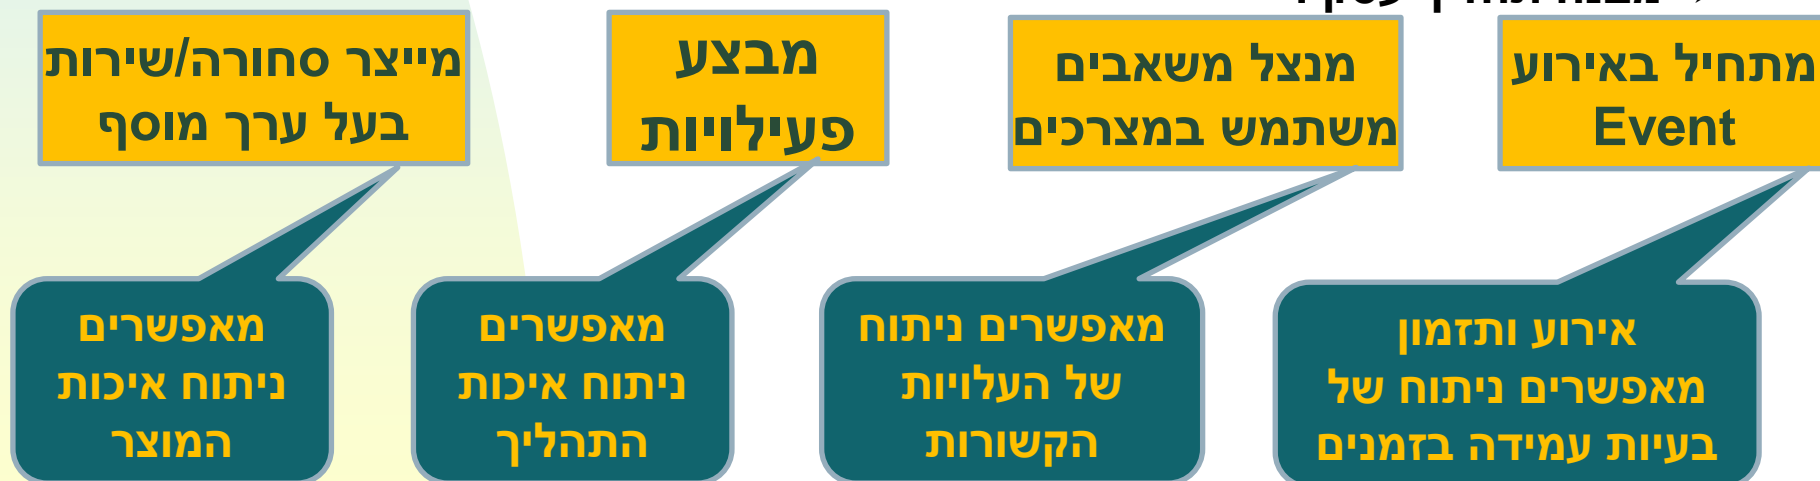 מתחיל באירוע
Event
מנצל משאבים
משתמש במצרכים
מבצע
פעילויות
מייצר סחורה/שירות
בעל ערך מוסף
אירוע ותזמון
מאפשרים ניתוח של
בעיות עמידה בזמנים
מאפשרים ניתוח
של העלויות
הקשורות
מאפשרים
ניתוח איכות
התהליך
מאפשרים
ניתוח איכות
המוצר